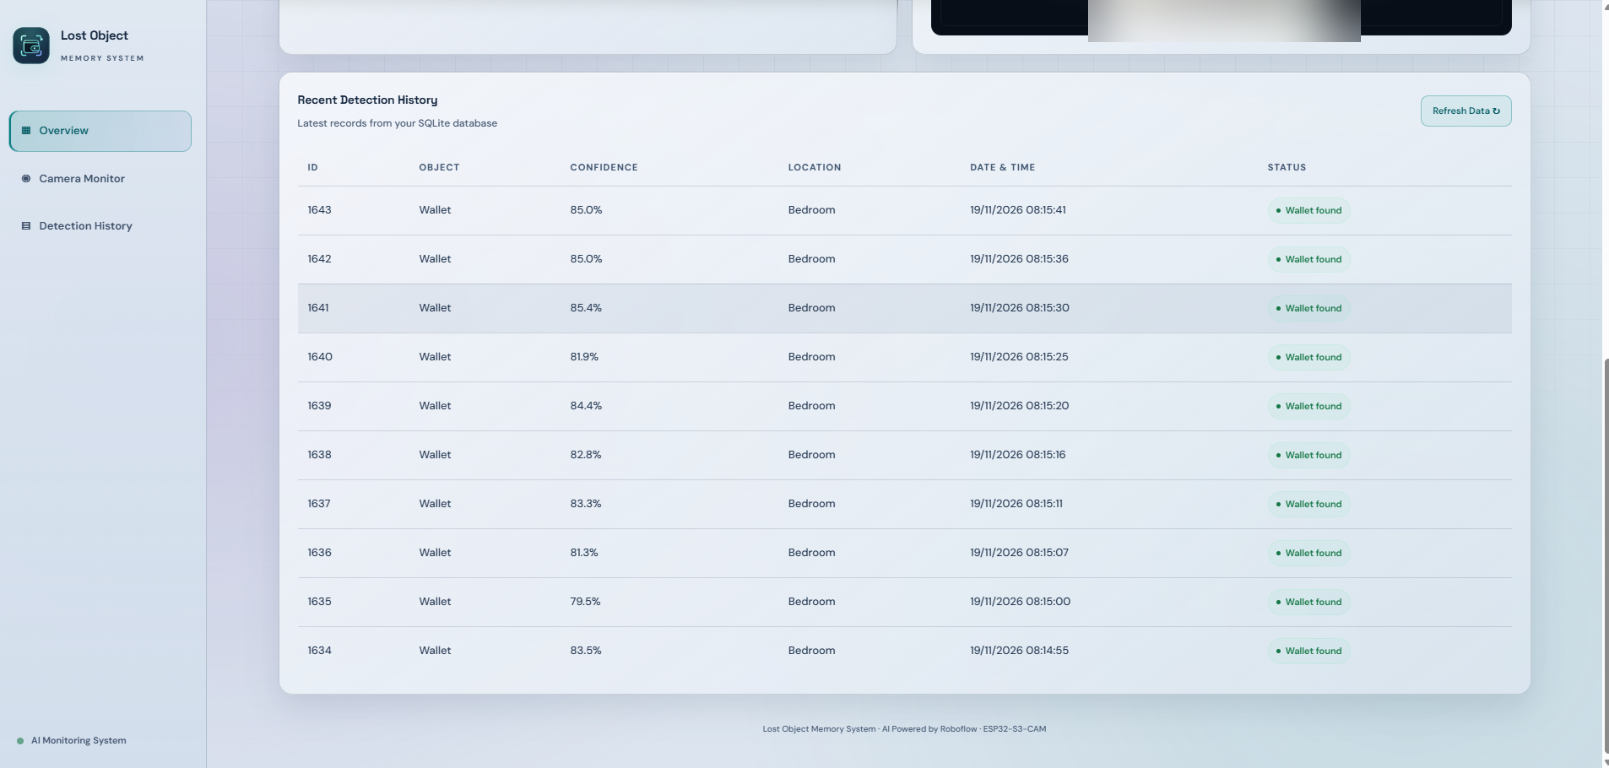 Lost Object
MEMORY SYSTEM
Overview
Camera Monitor
Detection History
AI Monitoring System
Recent Detection History
Latest records from your SQLite database
Refresh Data ↻
ID OBJECT CONFIDENCE LOCATION DATE & TIME STATUS
1643 Wallet 85.0% Bedroom 19/11/2026 08:15:41 Wallet found
1642 Wallet 85.0% Bedroom 19/11/2026 08:15:36 Wallet found
1641 Wallet 85.4% Bedroom 19/11/2026 08:15:30 Wallet found
1640 Wallet 81.9% Bedroom 19/11/2026 08:15:25 Wallet found
1639 Wallet 84.4% Bedroom 19/11/2026 08:15:20 Wallet found
1638 Wallet 82.8% Bedroom 19/11/2026 08:15:16 Wallet found
1637 Wallet 83.3% Bedroom 19/11/2026 08:15:11 Wallet found
1636 Wallet 81.3% Bedroom 19/11/2026 08:15:07 Wallet found
1635 Wallet 79.5% Bedroom 19/11/2026 08:15:00 Wallet found
1634 Wallet 83.5% Bedroom 19/11/2026 08:14:55 Wallet found
Lost Object Memory System · AI Powered by Roboflow · ESP32-S3-CAM